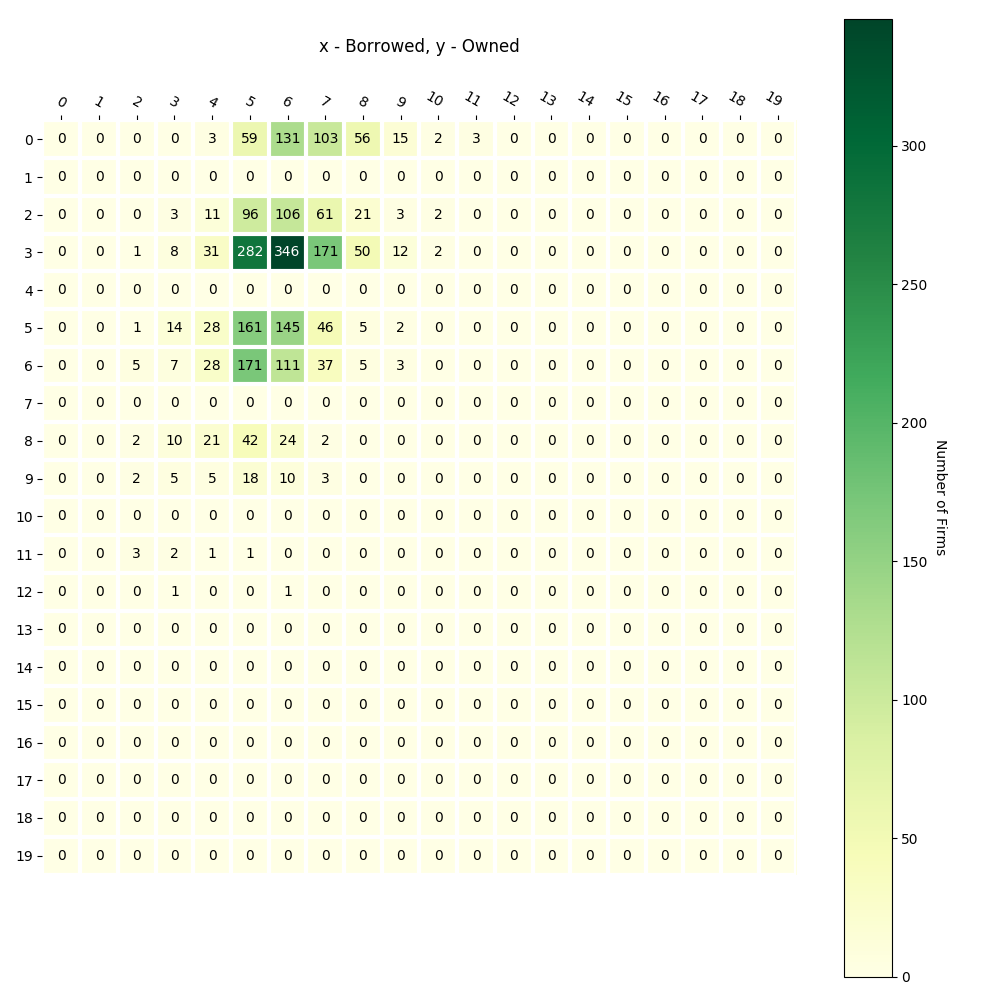 x - Borrowed, y - Owned
0 1 2 3 4 5 6 7 8 9 10 11 12 13 14 15 16 17 18 19
0 0 0 0 0 3 59 131 103 56 15 2 3 0 0 0 0 0 0 0 0
1 0 0 0 0 0 0 0 0 0 0 0 0 0 0 0 0 0 0 0 0
2 0 0 0 3 11 96 106 61 21 3 2 0 0 0 0 0 0 0 0 0
3 0 0 1 8 31 282 346 171 50 12 2 0 0 0 0 0 0 0 0 0
4 0 0 0 0 0 0 0 0 0 0 0 0 0 0 0 0 0 0 0 0
5 0 0 1 14 28 161 145 46 5 2 0 0 0 0 0 0 0 0 0 0
6 0 0 5 7 28 171 111 37 5 3 0 0 0 0 0 0 0 0 0 0
7 0 0 0 0 0 0 0 0 0 0 0 0 0 0 0 0 0 0 0 0
8 0 0 2 10 21 42 24 2 0 0 0 0 0 0 0 0 0 0 0 0
9 0 0 2 5 5 18 10 3 0 0 0 0 0 0 0 0 0 0 0 0
10 0 0 0 0 0 0 0 0 0 0 0 0 0 0 0 0 0 0 0 0
11 0 0 3 2 1 1 0 0 0 0 0 0 0 0 0 0 0 0 0 0
12 0 0 0 1 0 0 1 0 0 0 0 0 0 0 0 0 0 0 0 0
13 0 0 0 0 0 0 0 0 0 0 0 0 0 0 0 0 0 0 0 0
14 0 0 0 0 0 0 0 0 0 0 0 0 0 0 0 0 0 0 0 0
15 0 0 0 0 0 0 0 0 0 0 0 0 0 0 0 0 0 0 0 0
16 0 0 0 0 0 0 0 0 0 0 0 0 0 0 0 0 0 0 0 0
17 0 0 0 0 0 0 0 0 0 0 0 0 0 0 0 0 0 0 0 0
18 0 0 0 0 0 0 0 0 0 0 0 0 0 0 0 0 0 0 0 0
19 0 0 0 0 0 0 0 0 0 0 0 0 0 0 0 0 0 0 0 0
300
250
200
150
100
50
0
Number of Firms